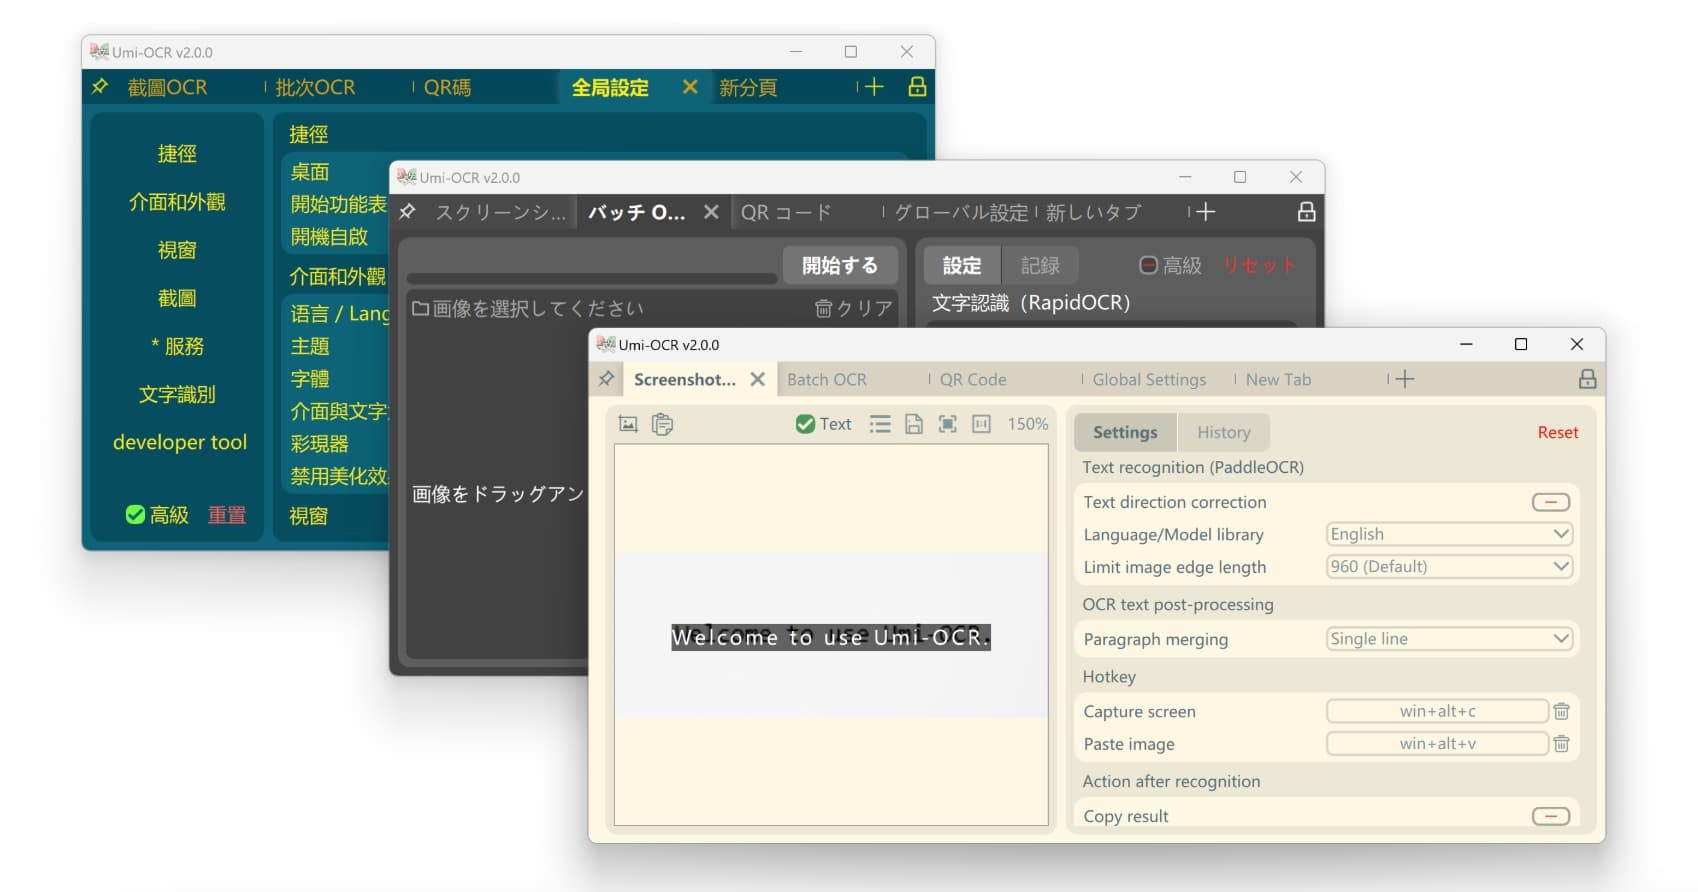 Umi-OCR v2.0.0
截圖OCR
批次OCR
QR碼
全局設定
新分頁
捷徑
介面和外觀
視窗
截圖
* 服務
文字識別
developer tool
高級
重置
捷徑
桌面
開始功能表
開機自啟
介面和外觀
语言 / Lang
主題
字體
介面與文字
彩現器
禁用美化效
視窗
Umi-OCR v2.0.0
スクリーンシ...
バッチ O...
QR コード
グローバル設定
新しいタブ
開始する
画像を選択してください
クリア
画像をドラッグアン
設定
記録
高級
リセット
文字認識（RapidOCR）
Umi-OCR v2.0.0
Screenshot...
Batch OCR
QR Code
Global Settings
New Tab
Text
150%
Welcome to use Umi-OCR.
Settings
History
Reset
Text recognition (PaddleOCR)
Text direction correction
Language/Model library
English
Limit image edge length
960 (Default)
OCR text post-processing
Paragraph merging
Single line
Hotkey
Capture screen
win+alt+c
Paste image
win+alt+v
Action after recognition
Copy result